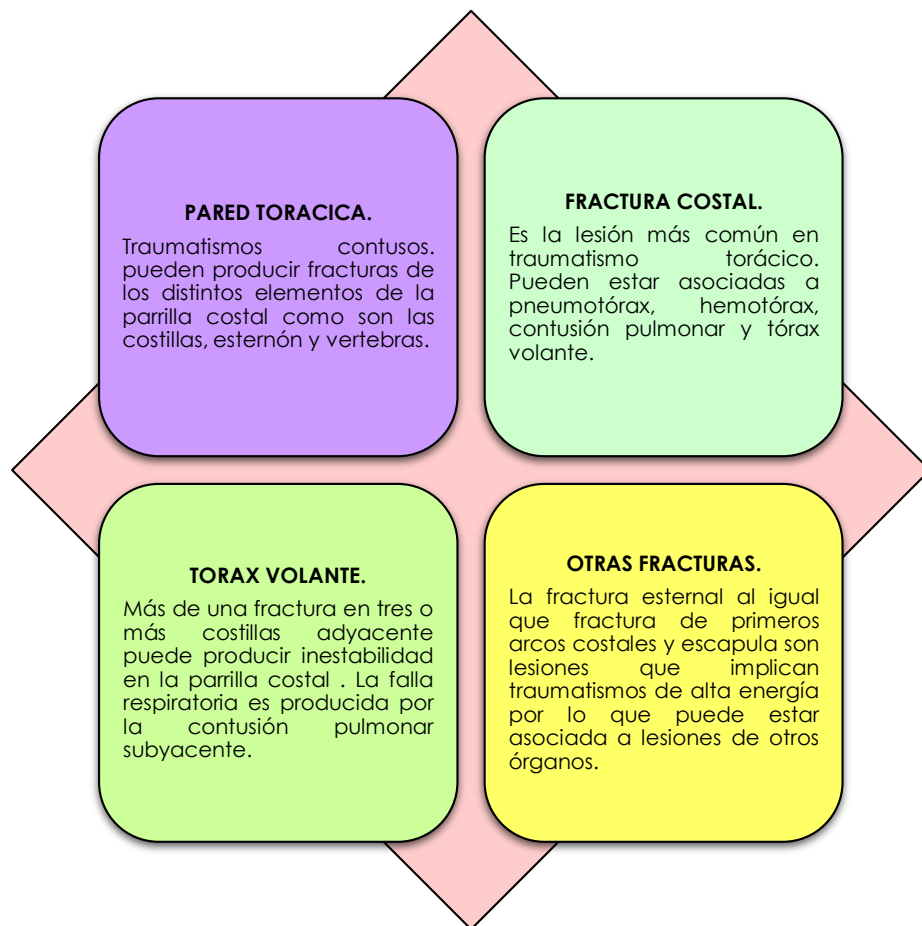 PARED TORACICA.
Traumatismos contusos.
pueden producir fracturas de
los distintos elementos de la
parrilla costal como son las
costillas, esternón y vertebras.
FRACTURA COSTAL.
Es la lesión más común en
traumatismo torácico.
Pueden estar asociadas a
pneumotórax, hemotórax,
contusión pulmonar y tórax
volante.
TORAX VOLANTE.
Más de una fractura en tres o
más costillas adyacente
puede producir inestabilidad
en la parrilla costal . La falla
respiratoria es producida por
la contusión pulmonar
subyacente.
OTRAS FRACTURAS.
La fractura esternal al igual
que fractura de primeros
arcos costales y escapula son
lesiones que implican
traumatismos de alta energía
por lo que puede estar
asociada a lesiones de otros
órganos.